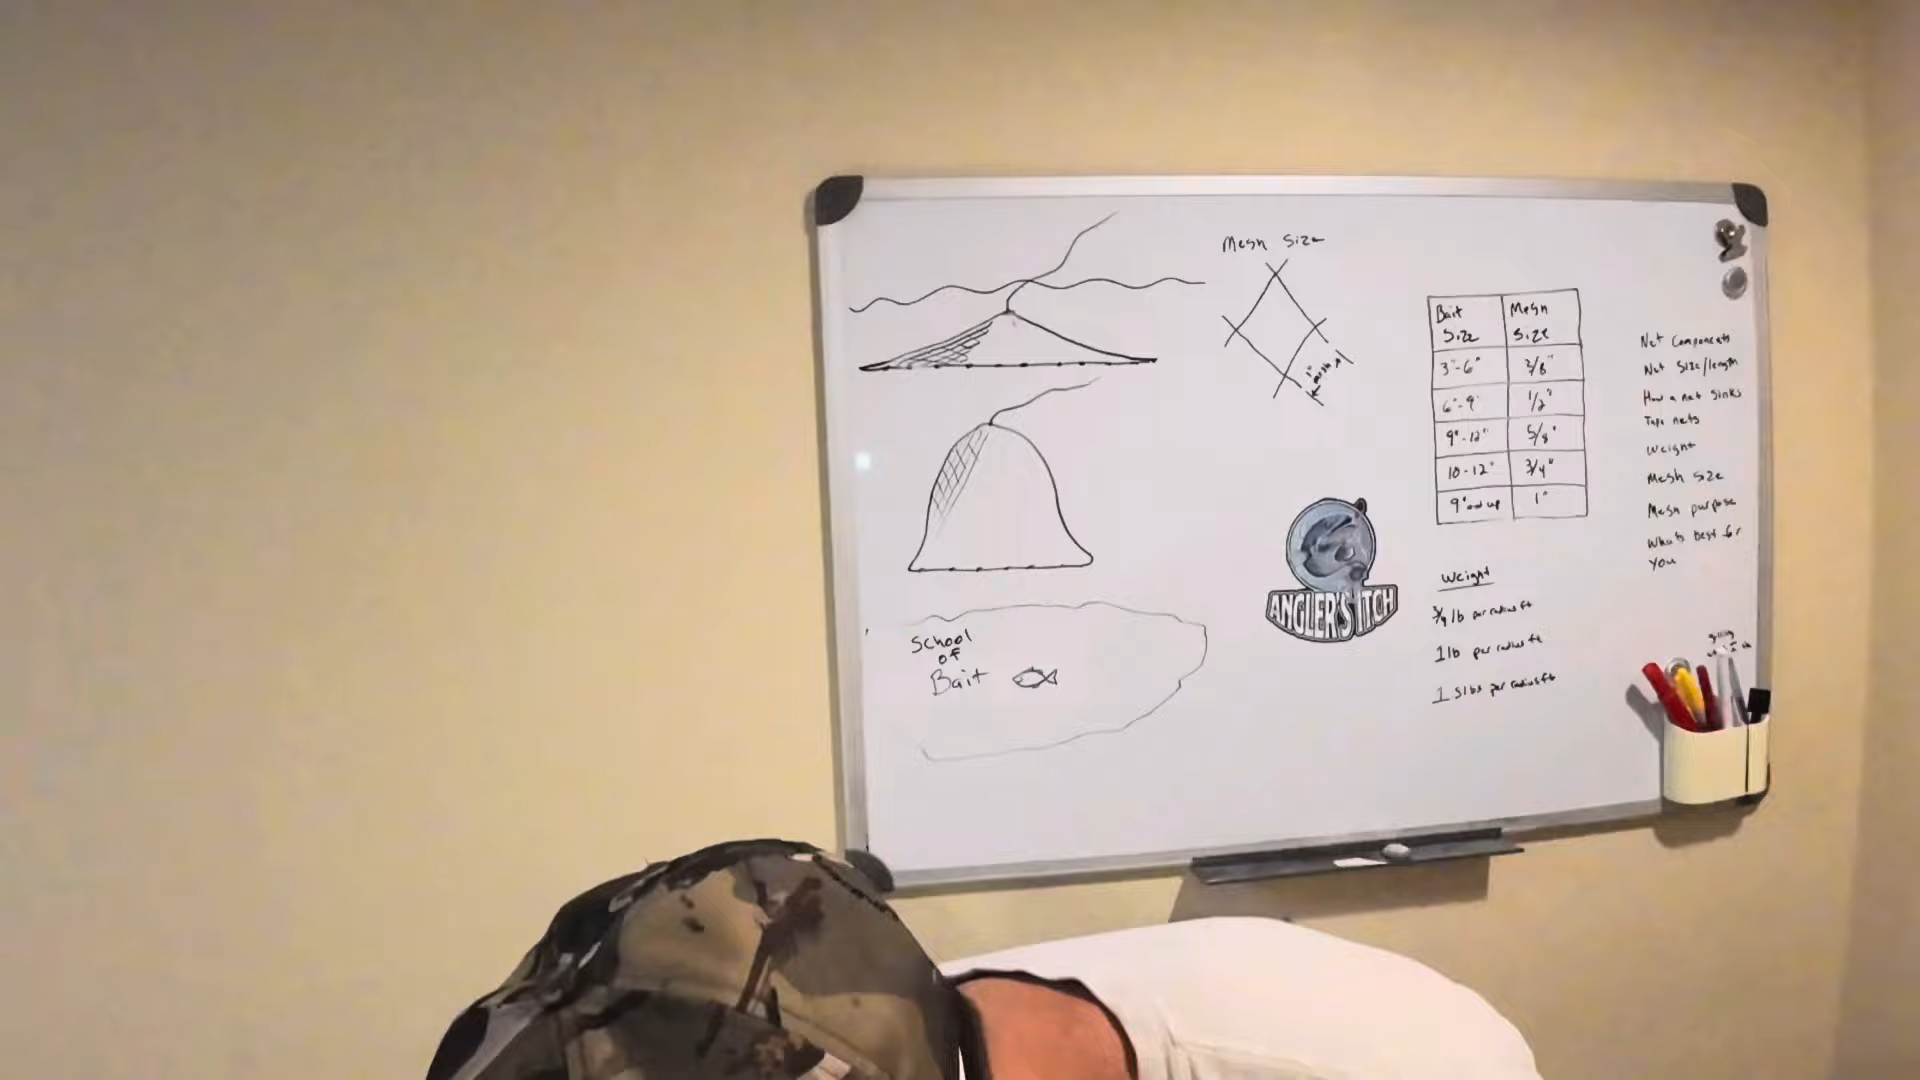 Mesh Size
1" mesh
Bait Size
Mesh Size
3"-6"
3/8"
6"-9"
1/2"
9"-12"
5/8"
10-12"
3/4"
9" and up
1"
Net Components
Net Size/length
How a net sinks
Tape nets
Weight
Mesh Size
Mesh purpose
Whats best for
You
School
of
Bait
ANGLER'S ITCH
Weight
3/4 lb per radius ft
1 lb per radius ft
1.5 lbs per radius ft